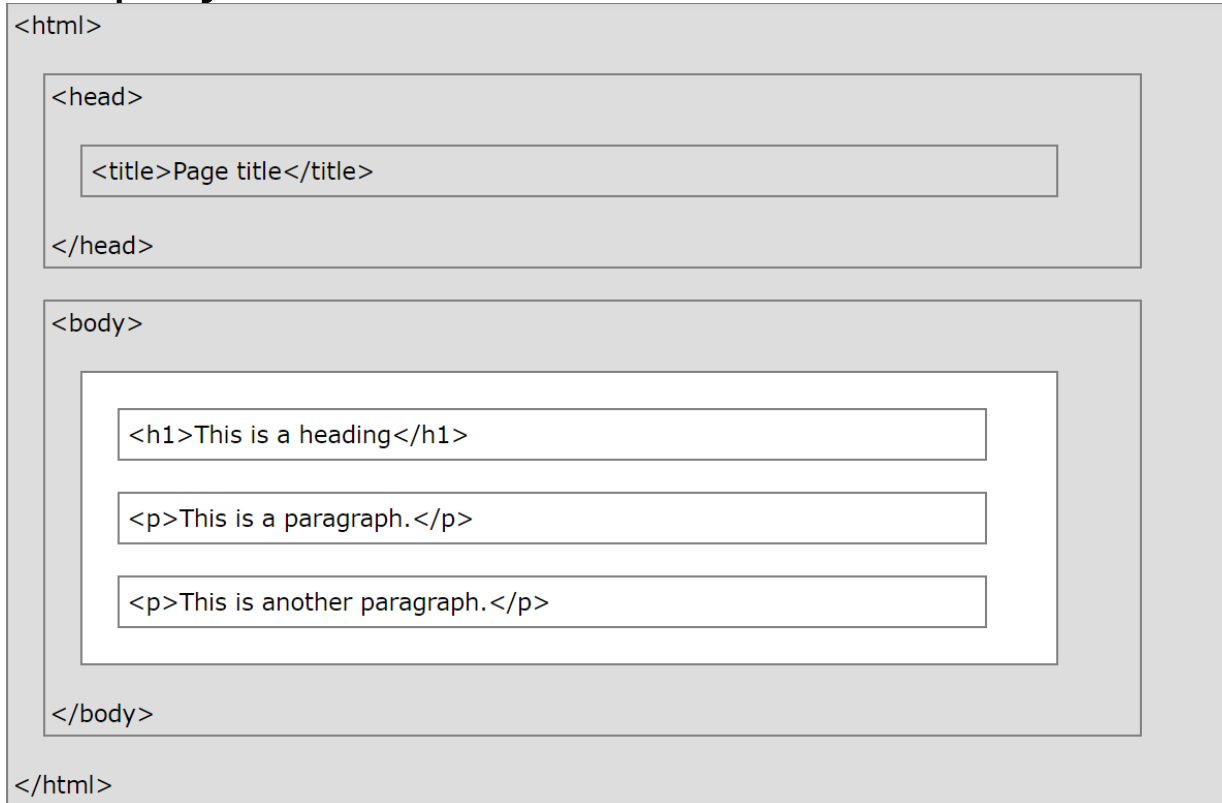 <html>
<head>
<title>Page title</title>
</head>
<body>
<h1>This is a heading</h1>
<p>This is a paragraph.</p>
<p>This is another paragraph.</p>
</body>
</html>